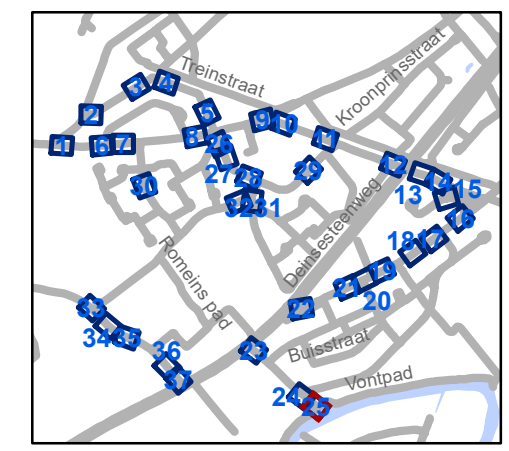 Treinstraat
Kroonprinsstraat
3 4
2 5
9 10
1 6 7 8 26 11
27 28 29 12
30 13 14 15
32 31
Deinsesteenweg
16
18 17
Romeins pad
21 19
20
33 22
34 35
36 23 Buisstraat
37 Vontpad
24 25